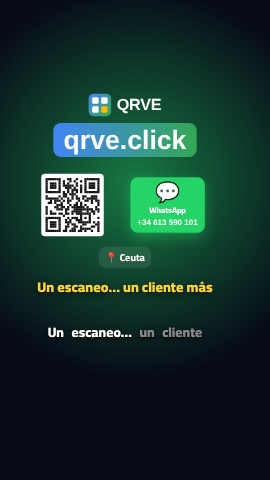 QRVE
qrve.click
WhatsApp
+34 613 590 101
Ceuta
Un escaneo... un cliente más
Un escaneo... un cliente